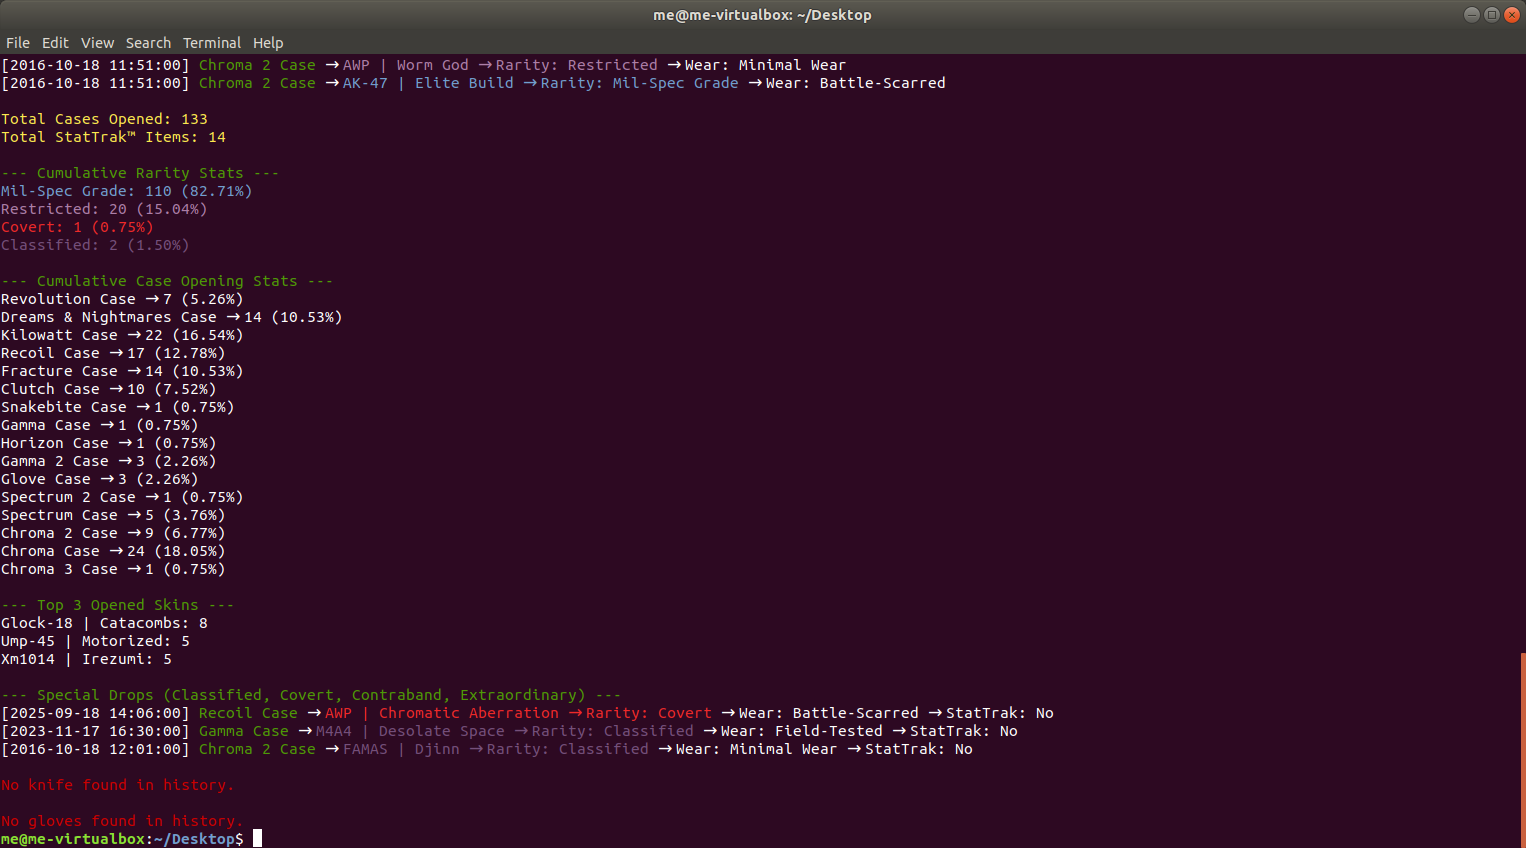 me@me-virtualbox: ~/Desktop
File Edit View Search Terminal Help
[2016-10-18 11:51:00] Chroma 2 Case → AWP | Worm God → Rarity: Restricted → Wear: Minimal Wear
[2016-10-18 11:51:00] Chroma 2 Case → AK-47 | Elite Build → Rarity: Mil-Spec Grade → Wear: Battle-Scarred
Total Cases Opened: 133
Total StatTrak™ Items: 14
--- Cumulative Rarity Stats ---
Mil-Spec Grade: 110 (82.71%)
Restricted: 20 (15.04%)
Covert: 1 (0.75%)
Classified: 2 (1.50%)
--- Cumulative Case Opening Stats ---
Revolution Case → 7 (5.26%)
Dreams & Nightmares Case → 14 (10.53%)
Kilowatt Case → 22 (16.54%)
Recoil Case → 17 (12.78%)
Fracture Case → 14 (10.53%)
Clutch Case → 10 (7.52%)
Snakebite Case → 1 (0.75%)
Gamma Case → 1 (0.75%)
Horizon Case → 1 (0.75%)
Gamma 2 Case → 3 (2.26%)
Glove Case → 3 (2.26%)
Spectrum 2 Case → 1 (0.75%)
Spectrum Case → 5 (3.76%)
Chroma 2 Case → 9 (6.77%)
Chroma Case → 24 (18.05%)
Chroma 3 Case → 1 (0.75%)
--- Top 3 Opened Skins ---
Glock-18 | Catacombs: 8
Ump-45 | Motorized: 5
Xm1014 | Irezumi: 5
--- Special Drops (Classified, Covert, Contraband, Extraordinary) ---
[2025-09-18 14:06:00] Recoil Case → AWP | Chromatic Aberration → Rarity: Covert → Wear: Battle-Scarred → StatTrak: No
[2023-11-17 16:30:00] Gamma Case → M4A4 | Desolate Space → Rarity: Classified → Wear: Field-Tested → StatTrak: No
[2016-10-18 12:01:00] Chroma 2 Case → FAMAS | Djinn → Rarity: Classified → Wear: Minimal Wear → StatTrak: No
No knife found in history.
No gloves found in history.
me@me-virtualbox:~/Desktop$